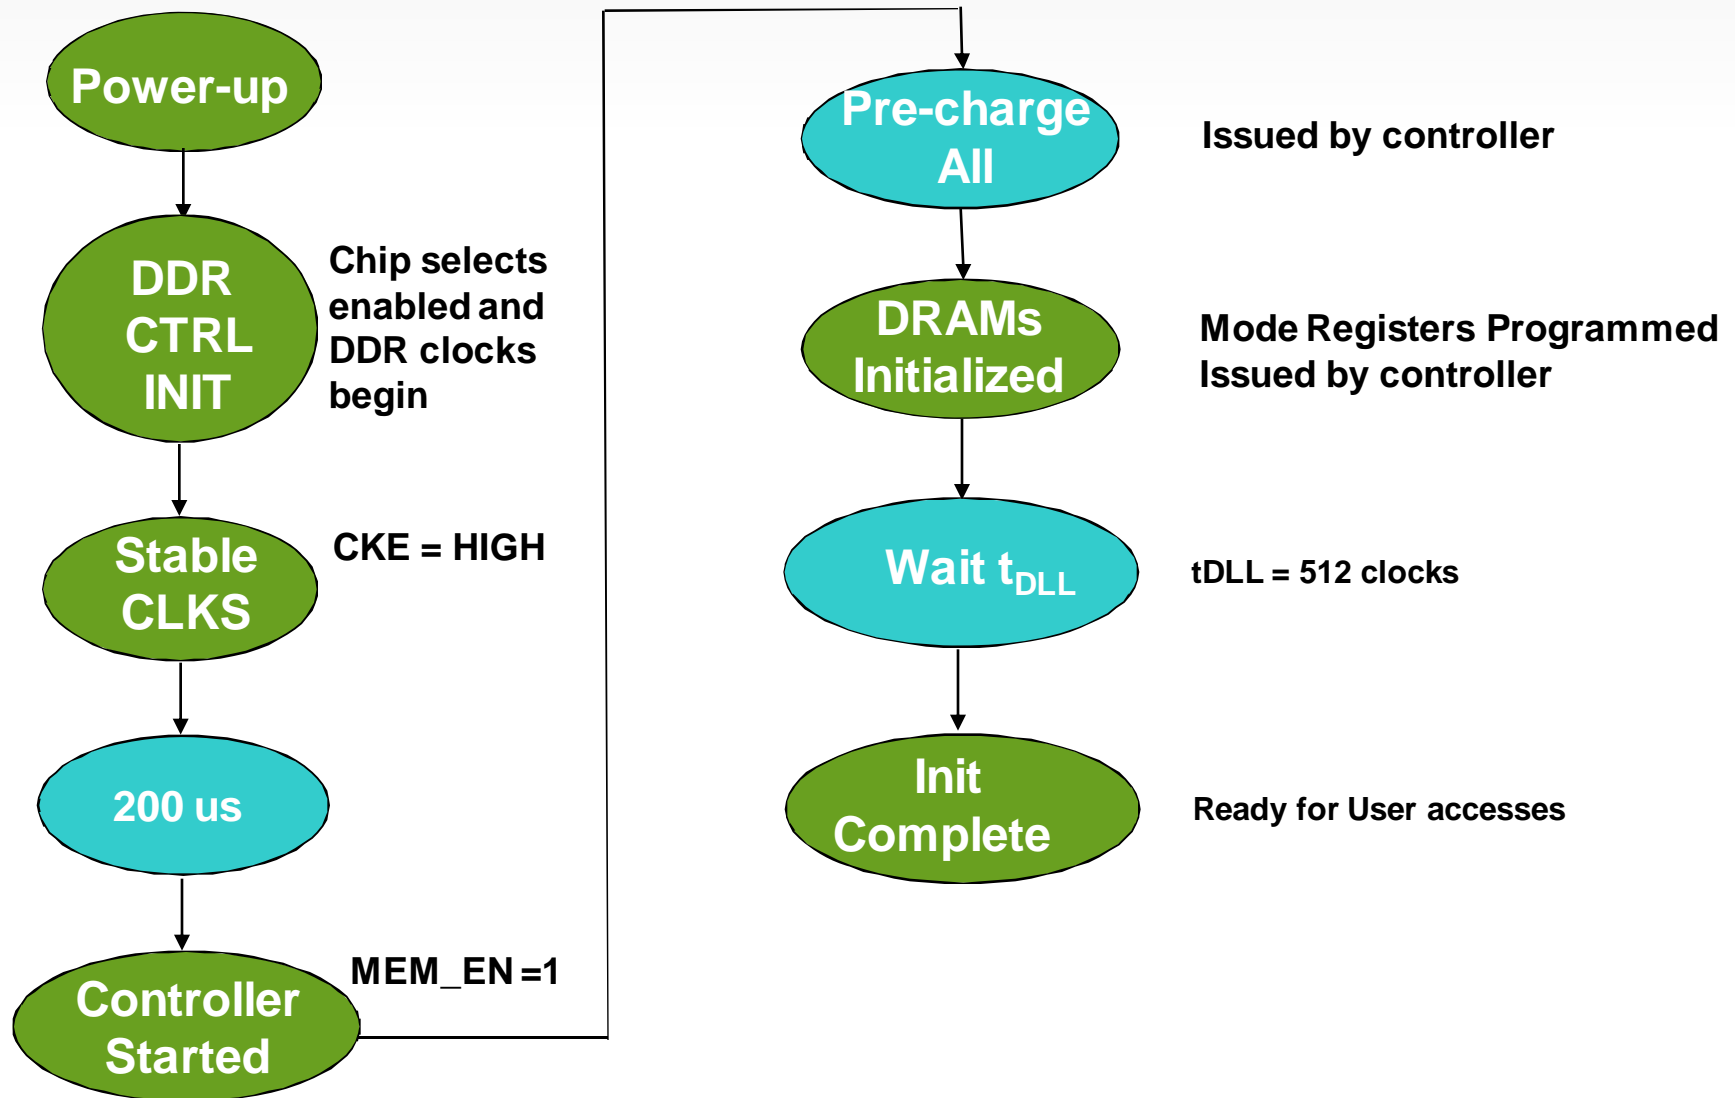 Power-up
DDR
CTRL
INIT
Chip selects
enabled and
DDR clocks
begin
Stable
CLKS
CKE = HIGH
200 us
Controller
Started
MEM_EN =1
Pre-charge
All
Issued by controller
DRAMs
Initialized
Mode Registers Programmed
Issued by controller
Wait tDLL
tDLL = 512 clocks
Init
Complete
Ready for User accesses